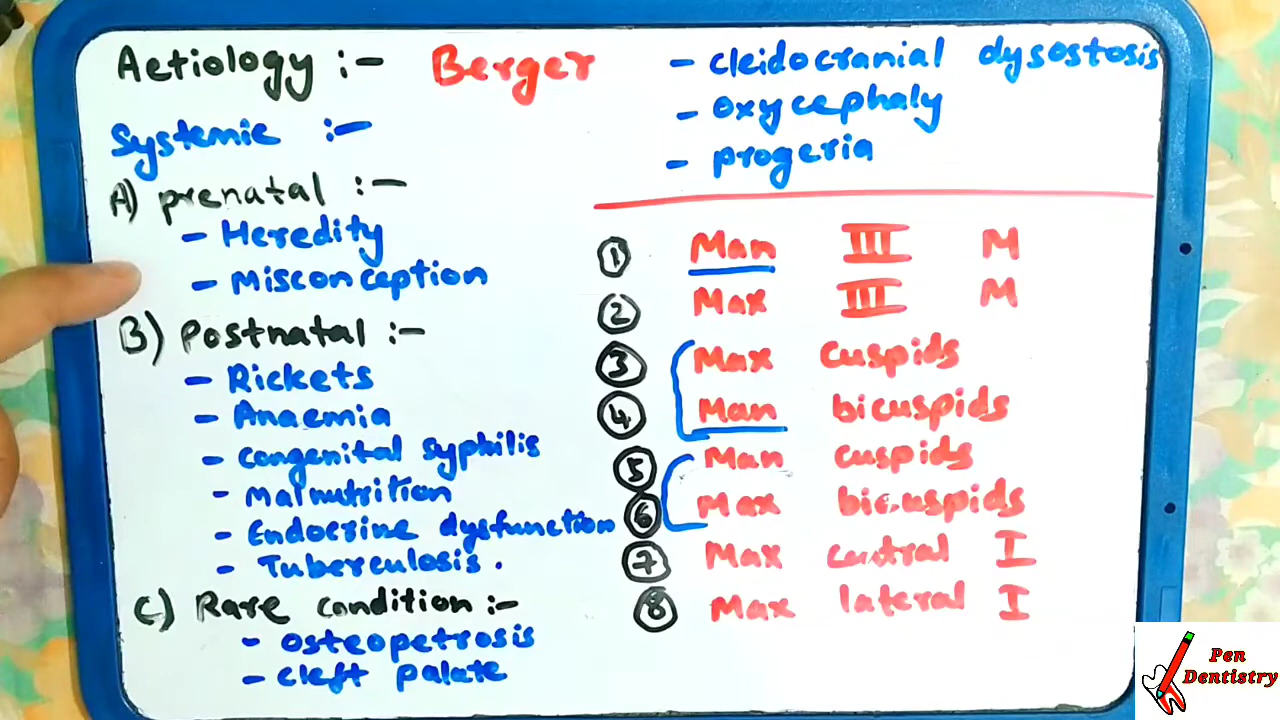 Aetiology :- Berger
Systemic :-
A) prenatal :-
- Heredity
- Misconception
B) Postnatal :-
- Rickets
- Anaemia
- congenital syphilis
- Malnutrition
- Endocrine dysfunction
- Tuberculosis.
C) Rare condition :-
- osteopetrosis
- cleft palate
- cleidocranial dysostosis
- oxycephaly
- progeria
① Man III M
② Max III M
③ Max cuspids
④ Man bicuspids
⑤ Man cuspids
⑥ Max bicuspids
⑦ Max central I
⑧ Max lateral I
Pen
Dentistry